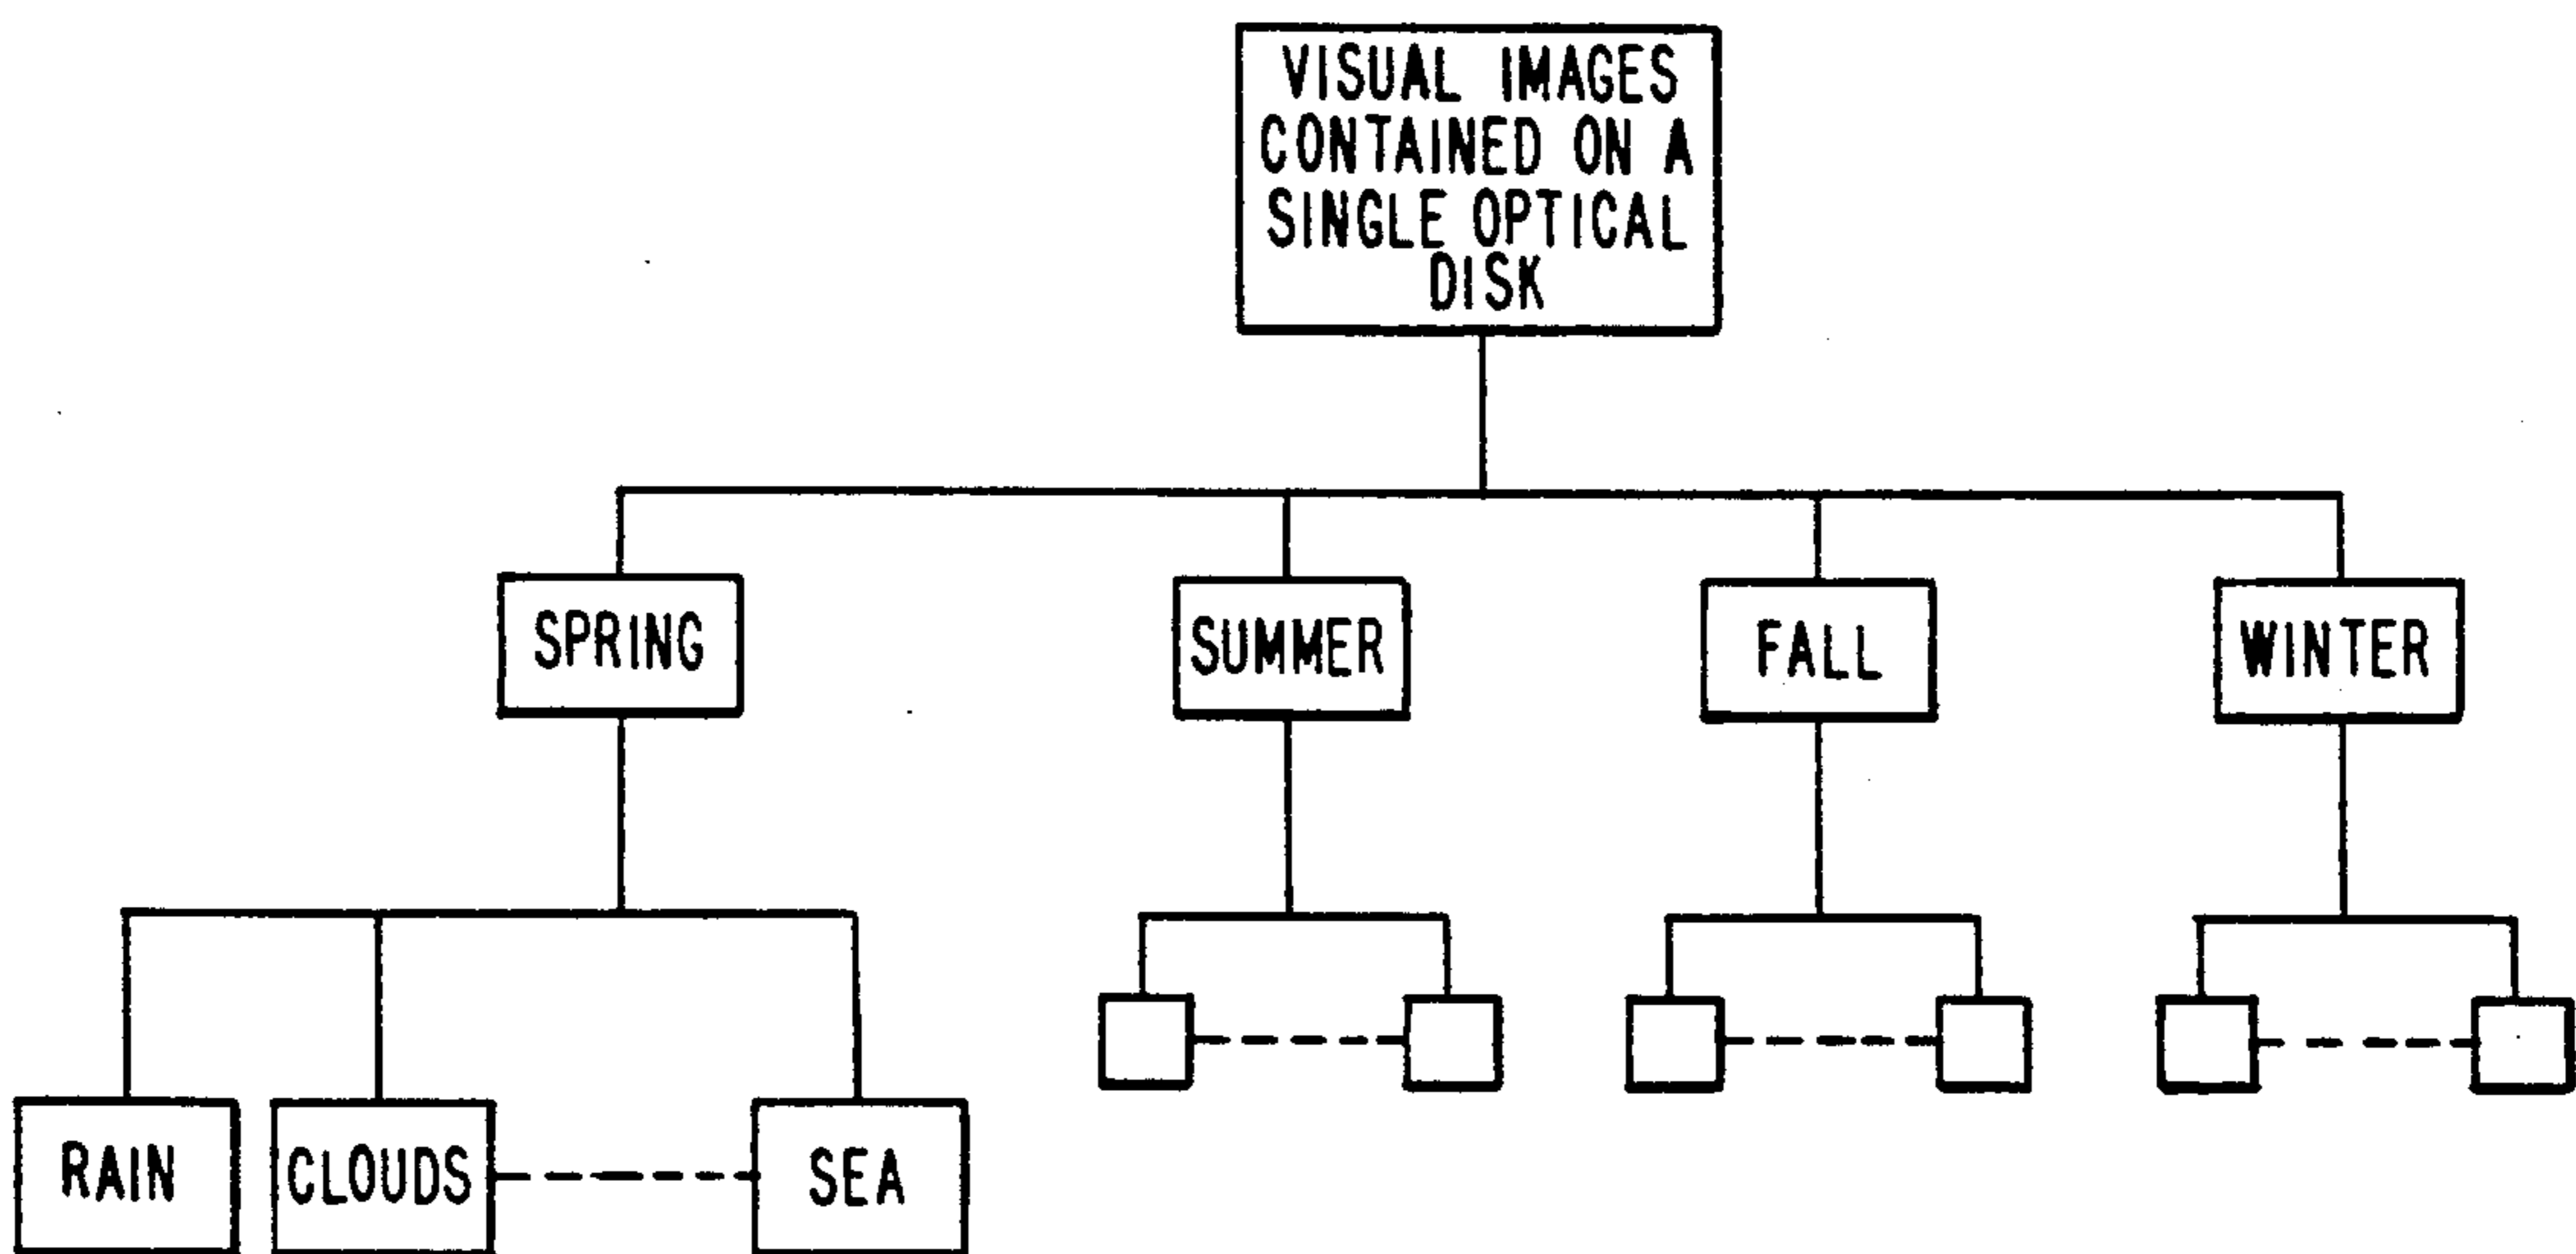 VISUAL IMAGES
CONTAINED ON A
SINGLE OPTICAL
DISK
SPRING
SUMMER
FALL
WINTER
RAIN
CLOUDS
SEA